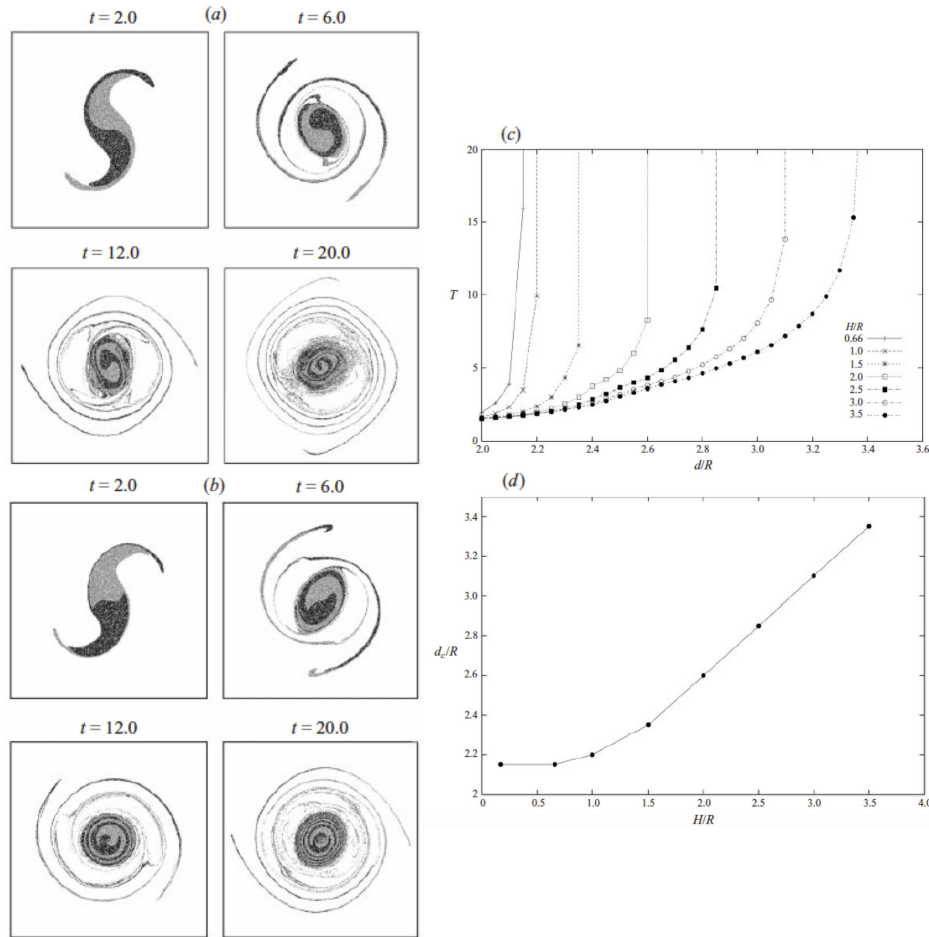 (a)
t = 2.0
t = 6.0
t = 12.0
t = 20.0
(b)
t = 2.0
t = 6.0
t = 12.0
t = 20.0
(c)
20
15
T 10
5
0
2.0 2.2 2.4 2.6 2.8 3.0 3.2 3.4 3.6
d/R
H/R
0.66
1.0
1.5
2.0
2.5
3.0
3.5
(d)
3.4
3.2
3.0
2.8
dc/R
2.6
2.4
2.2
2
0 0.5 1.0 1.5 2.0 2.5 3.0 3.5 4.0
H/R